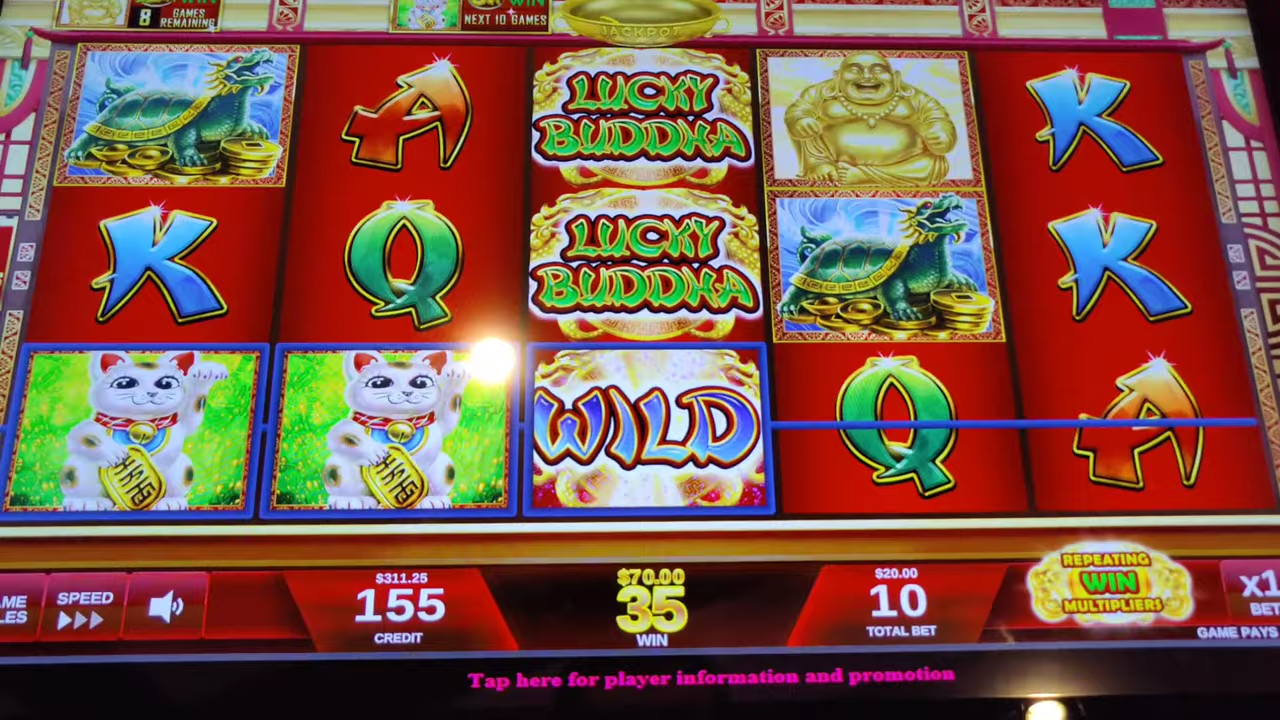 8 GAMES
REMAINING
WIN
NEXT 10 GAMES
JACKPOT
A
LUCKY
BUDDHA
K
K
Q
LUCKY
BUDDHA
K
WILD
Q
A
SPEED
$311.25
155
CREDIT
$70.00
35
WIN
$20.00
10
TOTAL BET
REPEATING
WIN
MULTIPLIERS
BET
GAME PAYS
Tap here for player information and promotion